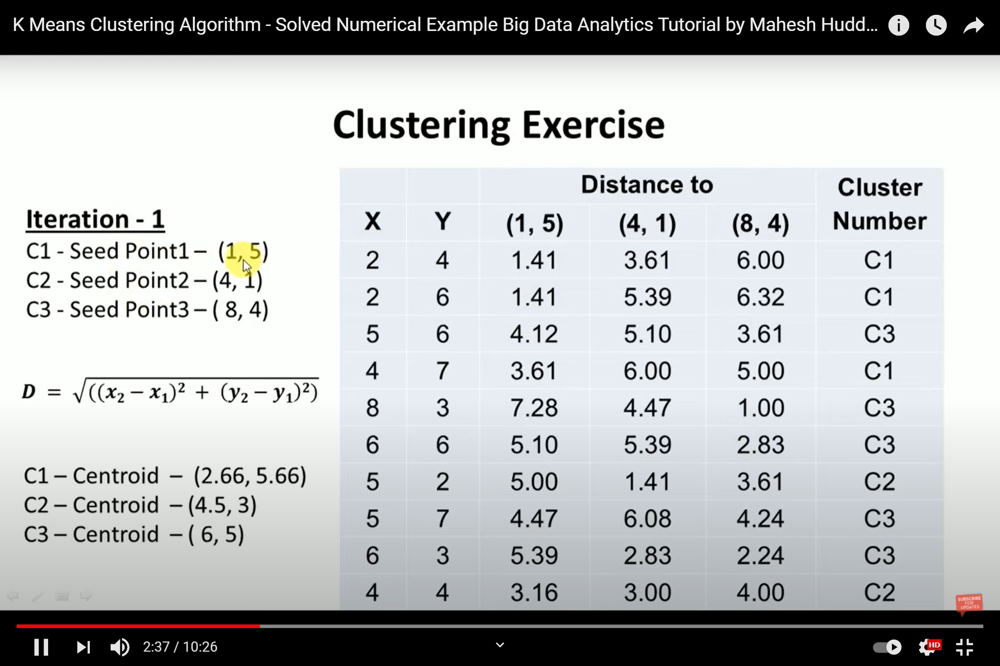 K Means Clustering Algorithm - Solved Numerical Example Big Data Analytics Tutorial by Mahesh Hudd...
Clustering Exercise
Iteration - 1
C1 - Seed Point1 – (1, 5)
C2 - Seed Point2 – (4, 1)
C3 - Seed Point3 – ( 8, 4)
D = √((x₂ − x₁)² + (y₂ − y₁)²)
C1 – Centroid – (2.66, 5.66)
C2 – Centroid – (4.5, 3)
C3 – Centroid – ( 6, 5)
Distance to Cluster
X Y (1, 5) (4, 1) (8, 4) Number
2 4 1.41 3.61 6.00 C1
2 6 1.41 5.39 6.32 C1
5 6 4.12 5.10 3.61 C3
4 7 3.61 6.00 5.00 C1
8 3 7.28 4.47 1.00 C3
6 6 5.10 5.39 2.83 C3
5 2 5.00 1.41 3.61 C2
5 7 4.47 6.08 4.24 C3
6 3 5.39 2.83 2.24 C3
4 4 3.16 3.00 4.00 C2
SUBSCRIBE
FOR
UPDATES
2:37 / 10:26
HD